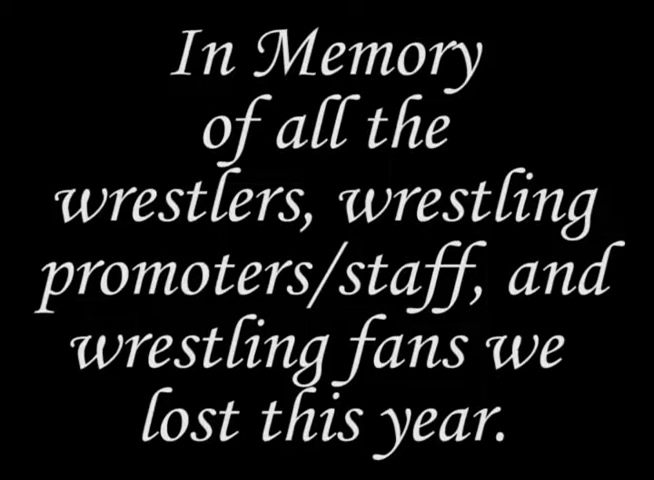 In Memory
of all the
wrestlers, wrestling
promoters/staff, and
wrestling fans we
lost this year.